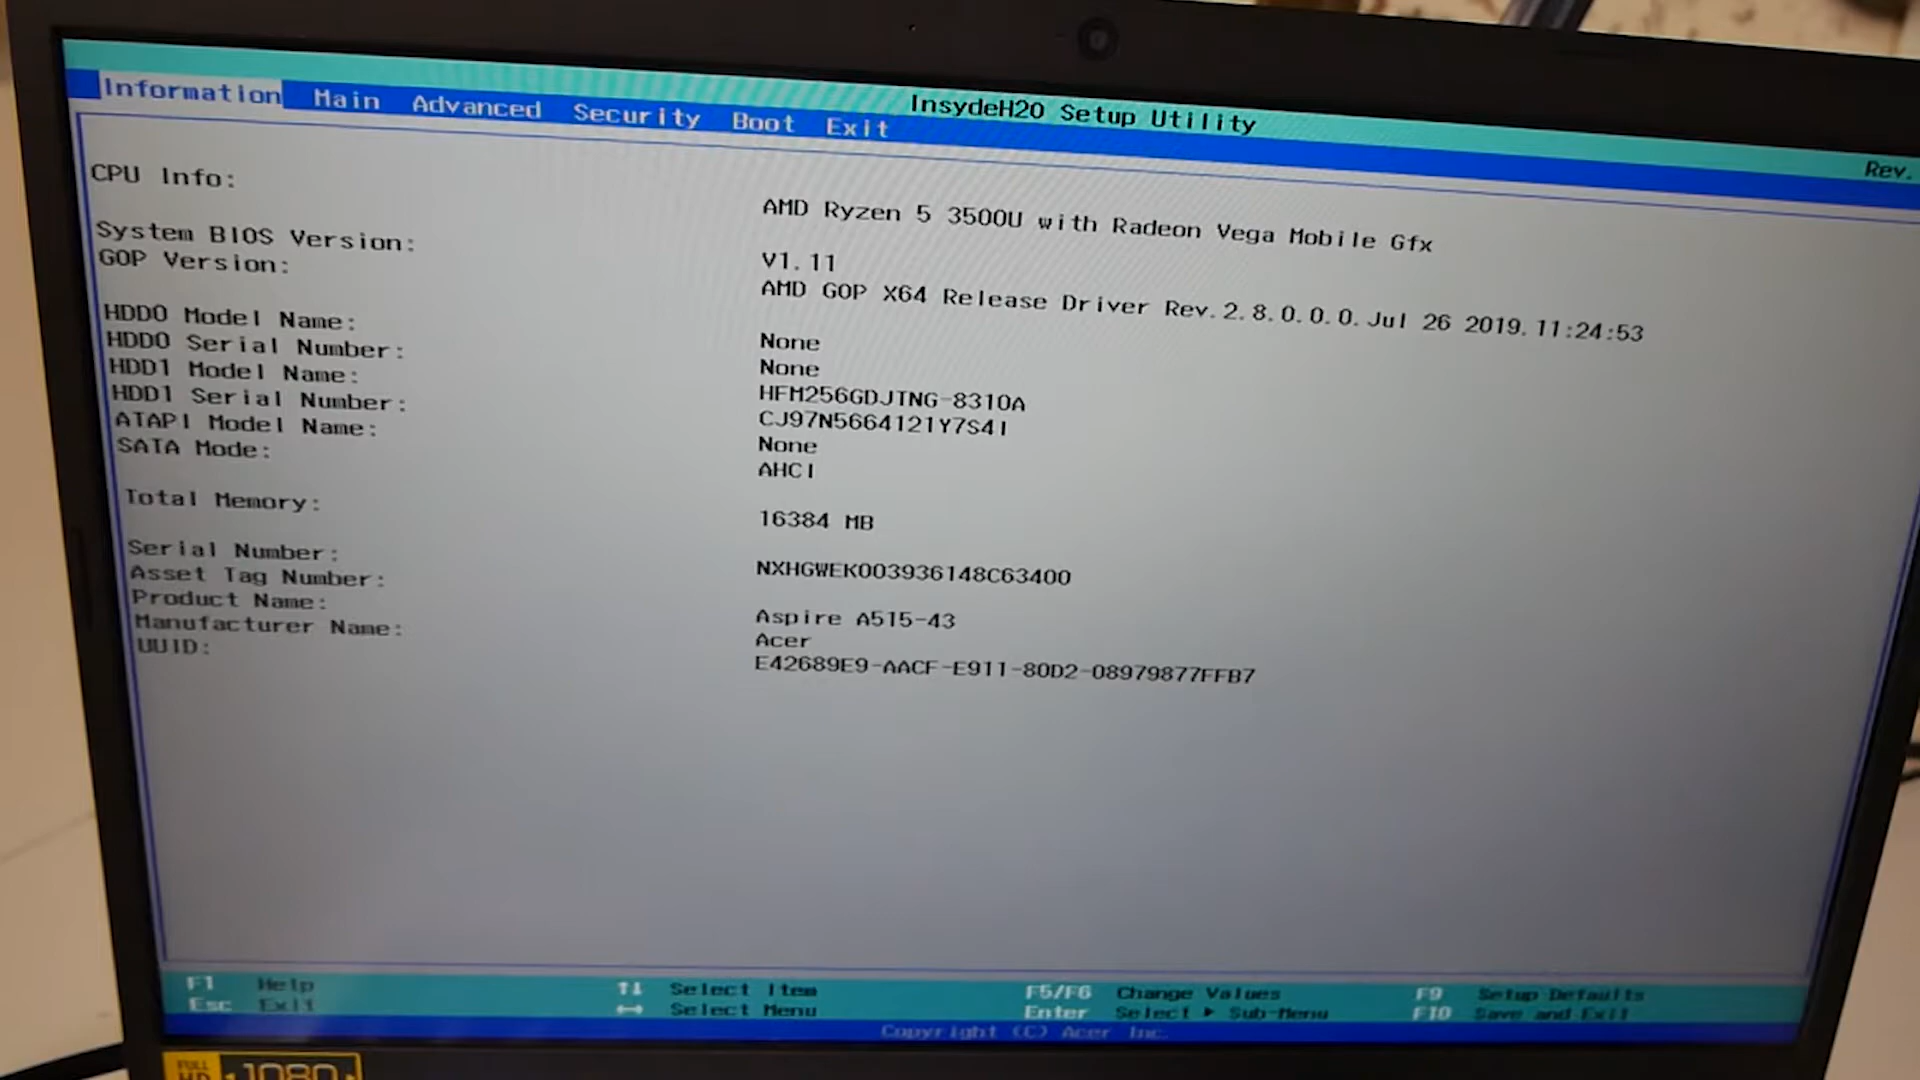 InsydeH2O Setup Utility
Rev.
Information Main Advanced Security Boot Exit
CPU Info:
AMD Ryzen 5 3500U with Radeon Vega Mobile Gfx
System BIOS Version:
V1.11
GOP Version:
AMD GOP X64 Release Driver Rev.2.8.0.0.0.Jul 26 2019.11:24:53
HDD0 Model Name:
None
HDD0 Serial Number:
None
HDD1 Model Name:
HFM256GDJTNG-8310A
HDD1 Serial Number:
CJ97N5664121Y7S4I
ATAPI Model Name:
None
SATA Mode:
AHCI
Total Memory:
16384 MB
Serial Number:
NXHGWEK003936148C63400
Asset Tag Number:
Product Name:
Aspire A515-43
Manufacturer Name:
Acer
UUID:
E42689E9-AACF-E911-80D2-08979877FFB7
F1 Help ↑↓ Select Item F5/F6 Change Values F9 Setup Defaults
Esc Exit ↔ Select Menu Enter Select ▶ Sub-Menu F10 Save and Exit
Copyright (C) Acer Inc.
FULL HD 1080